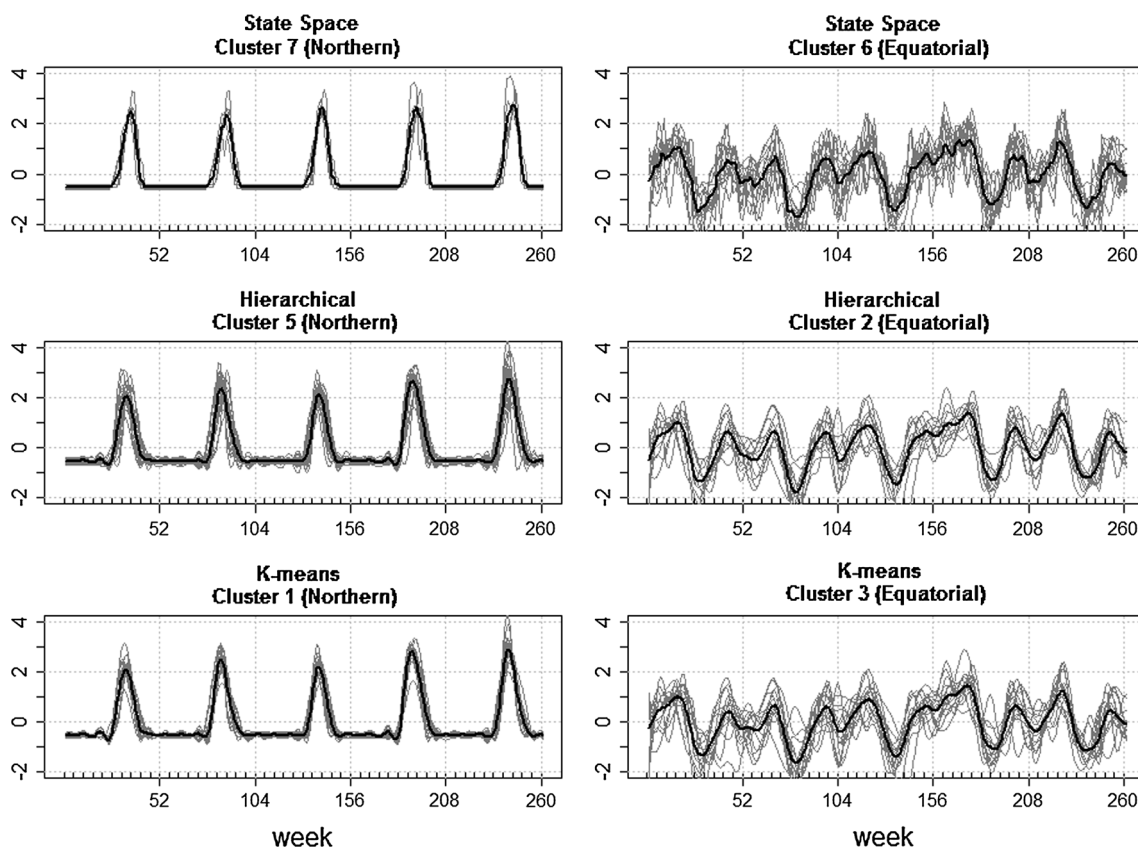 State Space
Cluster 7 (Northern)
4
2
0
-2
52 104 156 208 260
State Space
Cluster 6 (Equatorial)
4
2
0
-2
52 104 156 208 260
Hierarchical
Cluster 5 (Northern)
4
2
0
-2
52 104 156 208 260
Hierarchical
Cluster 2 (Equatorial)
4
2
0
-2
52 104 156 208 260
K-means
Cluster 1 (Northern)
4
2
0
-2
52 104 156 208 260
week
K-means
Cluster 3 (Equatorial)
4
2
0
-2
52 104 156 208 260
week